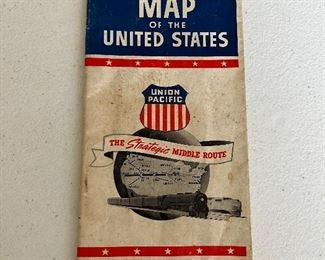 MAP
OF THE
UNITED STATES
UNION
PACIFIC
THE Strategic MIDDLE ROUTE